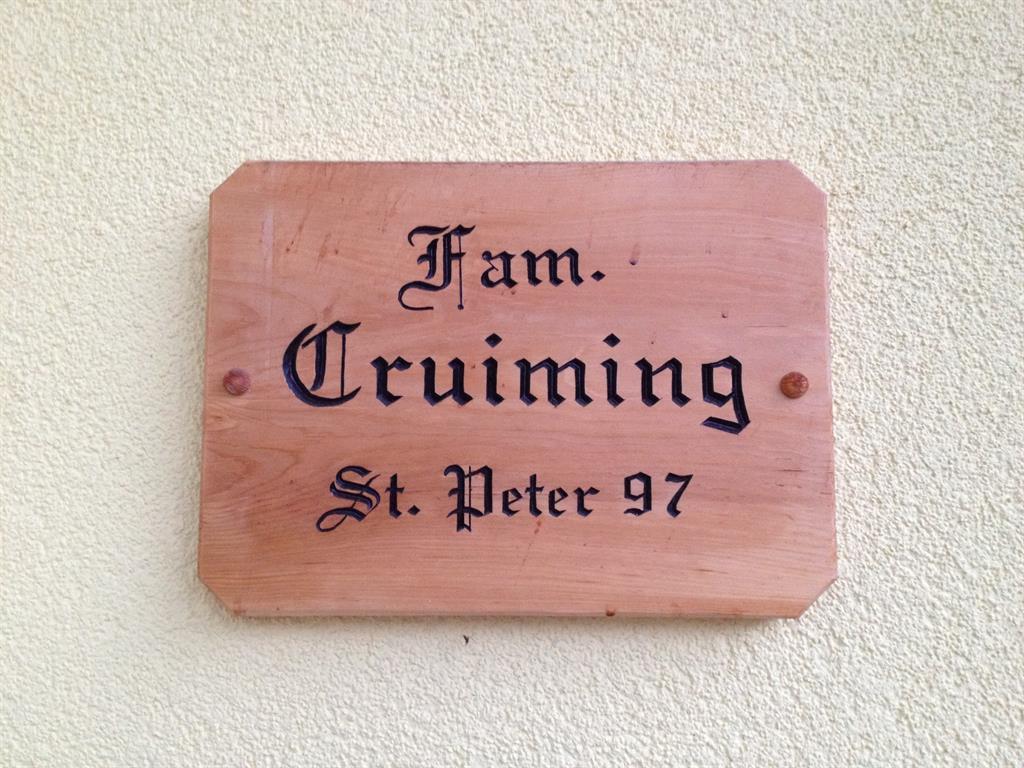 Fam.
Cruiming
St. Peter 97